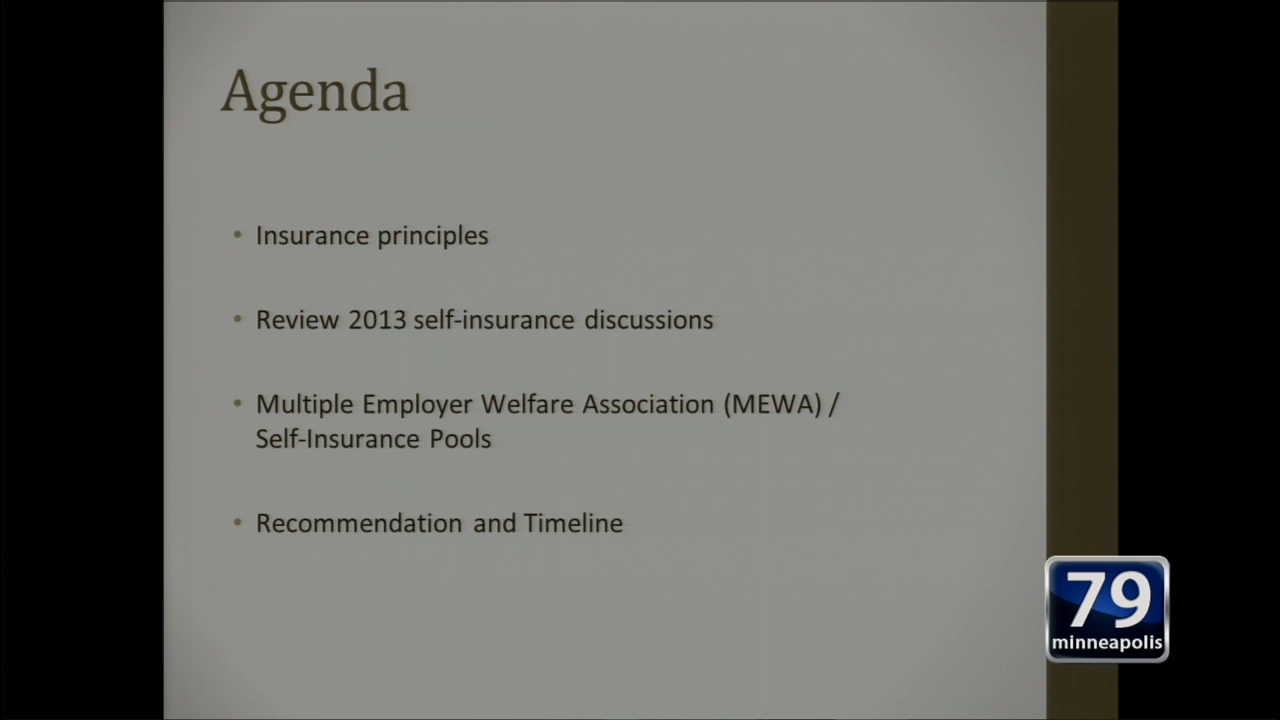 Agenda
• Insurance principles
• Review 2013 self-insurance discussions
• Multiple Employer Welfare Association (MEWA) /
Self-Insurance Pools
• Recommendation and Timeline
79
minneapolis